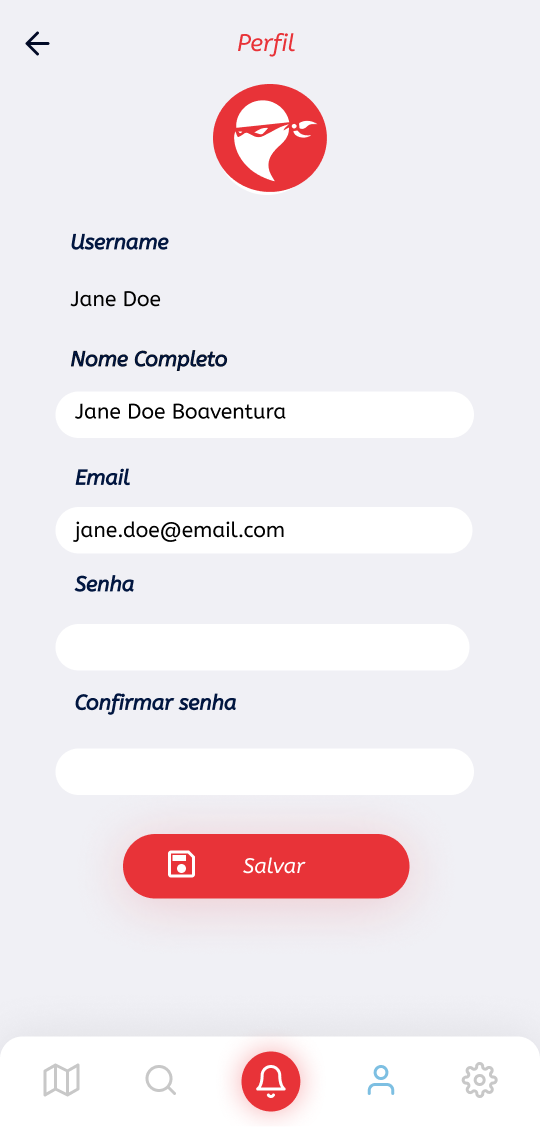 Perfil
Username
Jane Doe
Nome Completo
Jane Doe Boaventura
Email
jane.doe@email.com
Senha
Confirmar senha
Salvar